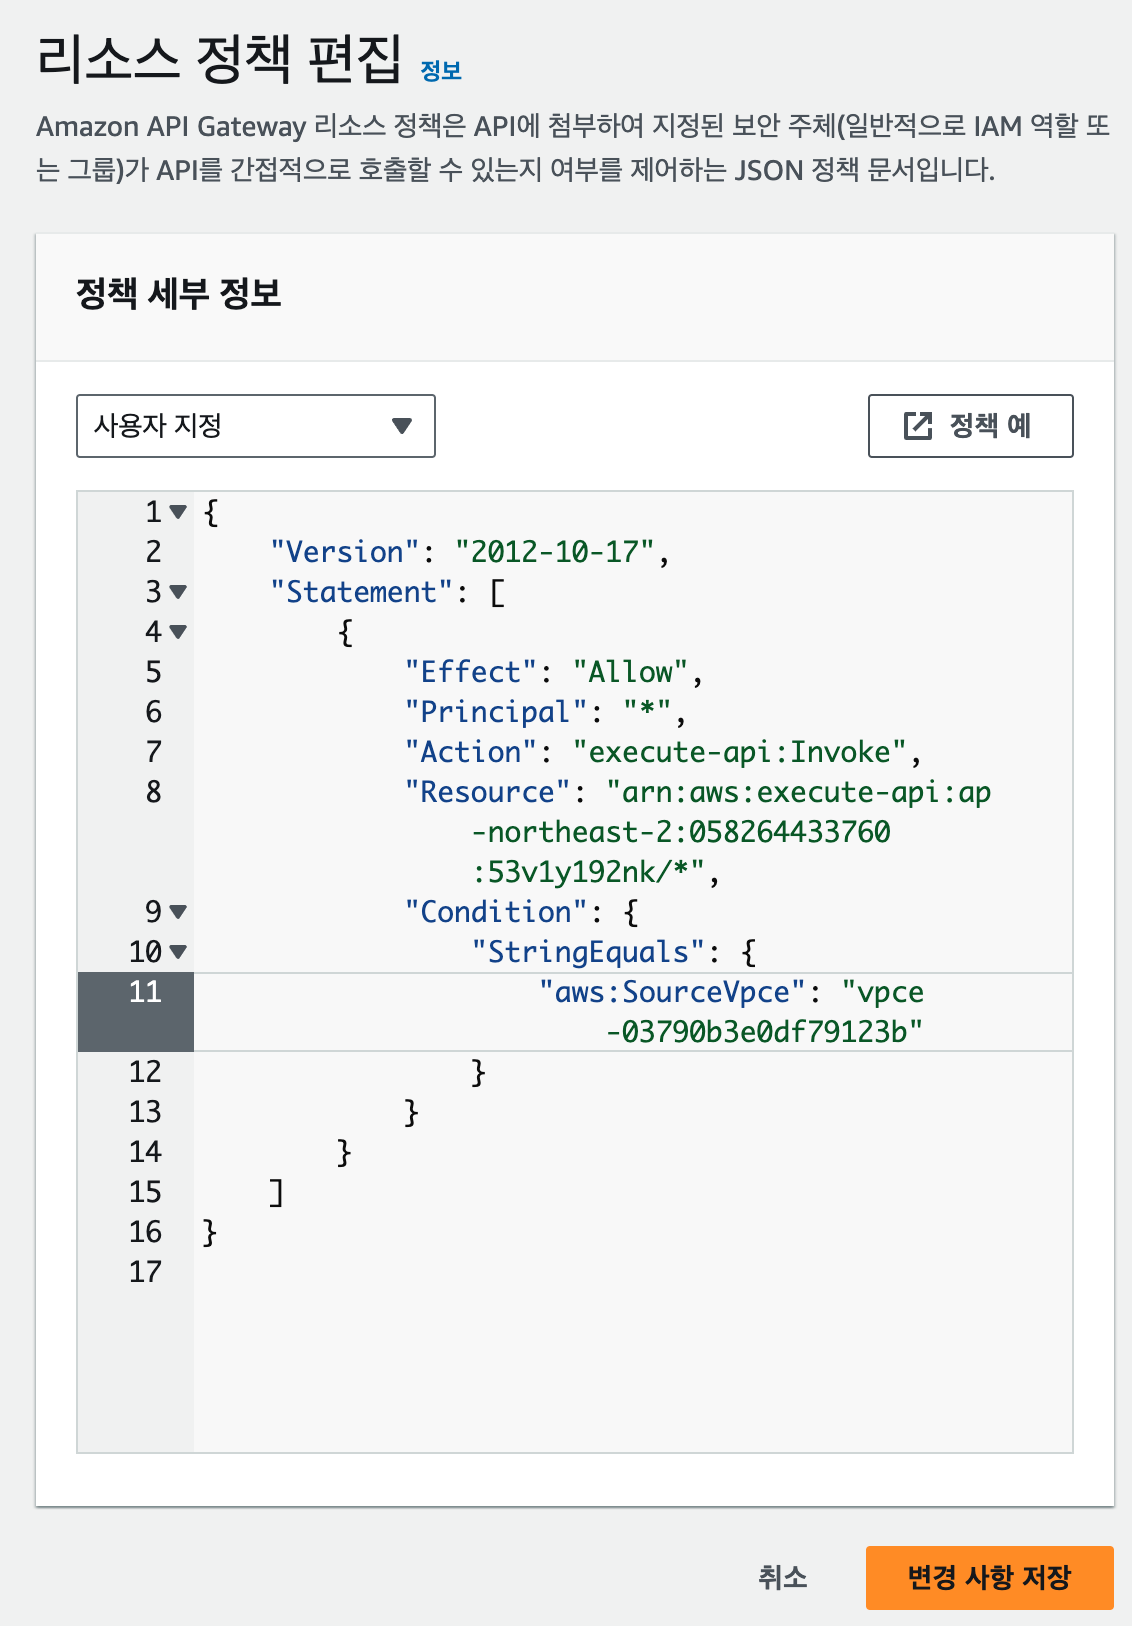 리소스 정책 편집 정보
Amazon API Gateway 리소스 정책은 API에 첨부하여 지정된 보안 주체(일반적으로 IAM 역할 또
는 그룹)가 API를 간접적으로 호출할 수 있는지 여부를 제어하는 JSON 정책 문서입니다.
정책 세부 정보
사용자 지정
정책 예
1 {
2 "Version": "2012-10-17",
3 "Statement": [
4 {
5 "Effect": "Allow",
6 "Principal": "*",
7 "Action": "execute-api:Invoke",
8 "Resource": "arn:aws:execute-api:ap
-northeast-2:058264433760
:53v1y192nk/*",
9 "Condition": {
10 "StringEquals": {
11 "aws:SourceVpce": "vpce
-03790b3e0df79123b"
12 }
13 }
14 }
15 ]
16 }
17
취소
변경 사항 저장